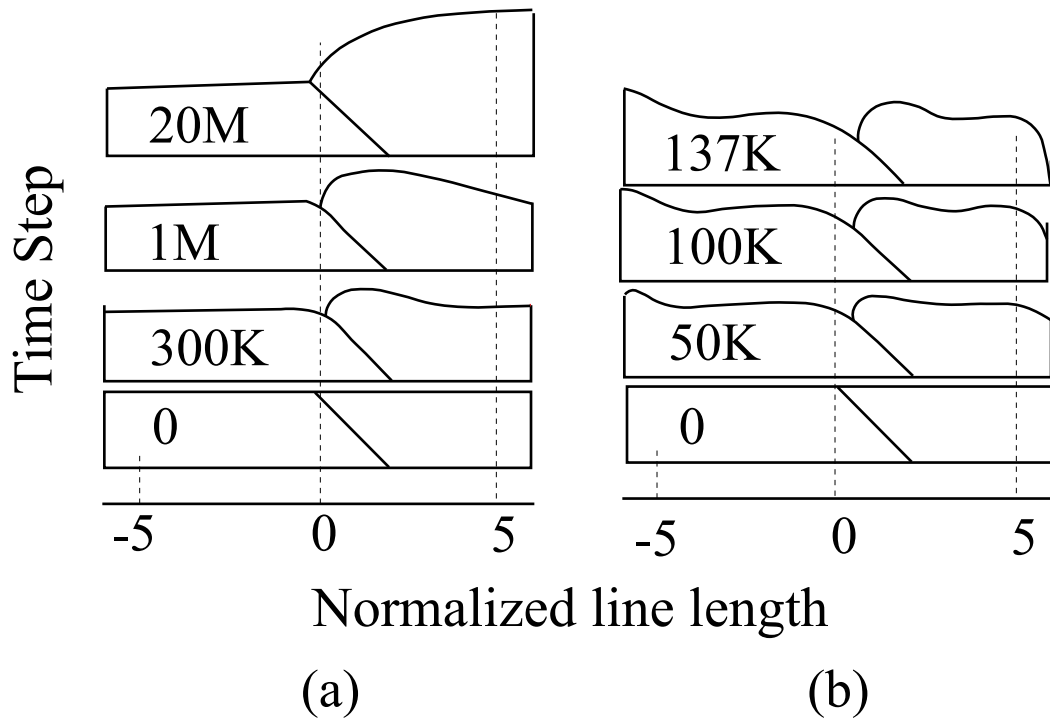 Time Step
20M
1M
300K
0
-5 0 5
137K
100K
50K
0
-5 0 5
Normalized line length
(a) (b)